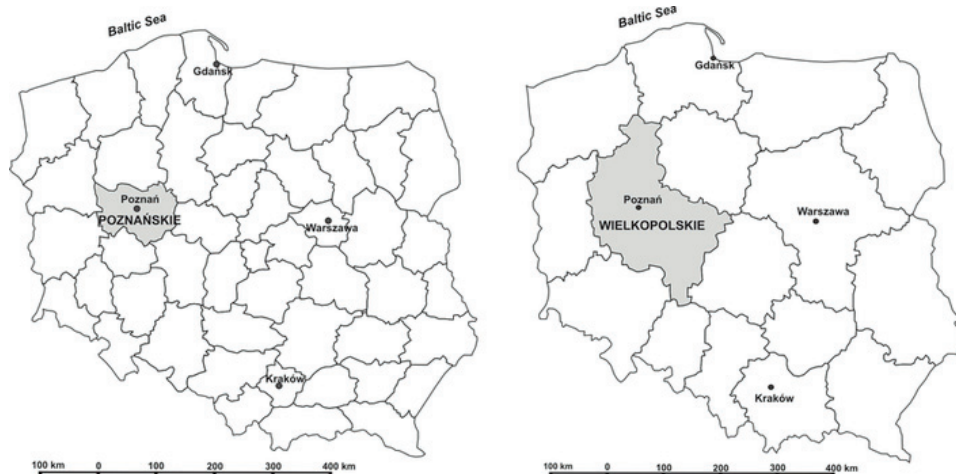 Baltic Sea
Gdańsk
Poznań
POZNAŃSKIE
Warszawa
Kraków
100 km 0 100 200 300 400 km
Baltic Sea
Gdańsk
Poznań
WIELKOPOLSKIE
Warszawa
Kraków
100 km 0 100 200 300 400 km